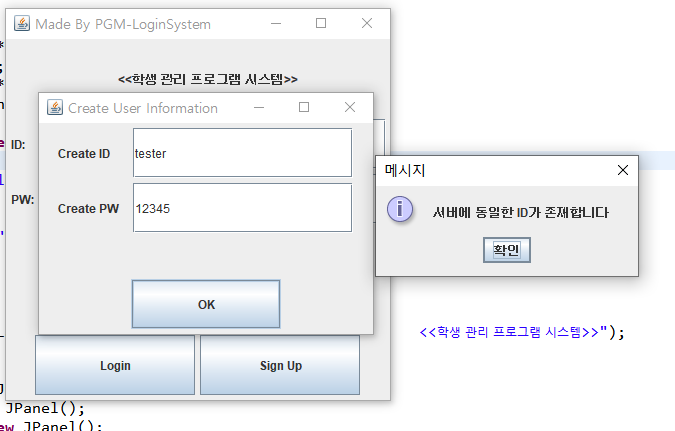 Made By PGM-LoginSystem
<<학생 관리 프로그램 시스템>>
Create User Information
ID:
Create ID
tester
PW:
Create PW
12345
OK
메시지
서버에 동일한 ID가 존재합니다
확인
<<학생 관리 프로그램 시스템>>");
Login
Sign Up
JPanel();
JPanel();